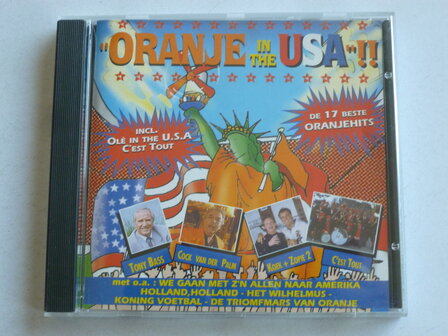 "ORANJE IN THE USA"!!
INCL.
OLÉ IN THE U.S.A
C'EST TOUT
DE 17 BESTE
ORANJEHITS
TONY BASS
COCK VAN DER PALM
KOEK + ZOPIE 2
C'EST TOUT
met o.a. : WE GAAN MET Z'N ALLEN NAAR AMERIKA
HOLLAND,HOLLAND - HET WILHELMUS -
KONING VOETBAL - DE TRIOMFMARS VAN ORANJE